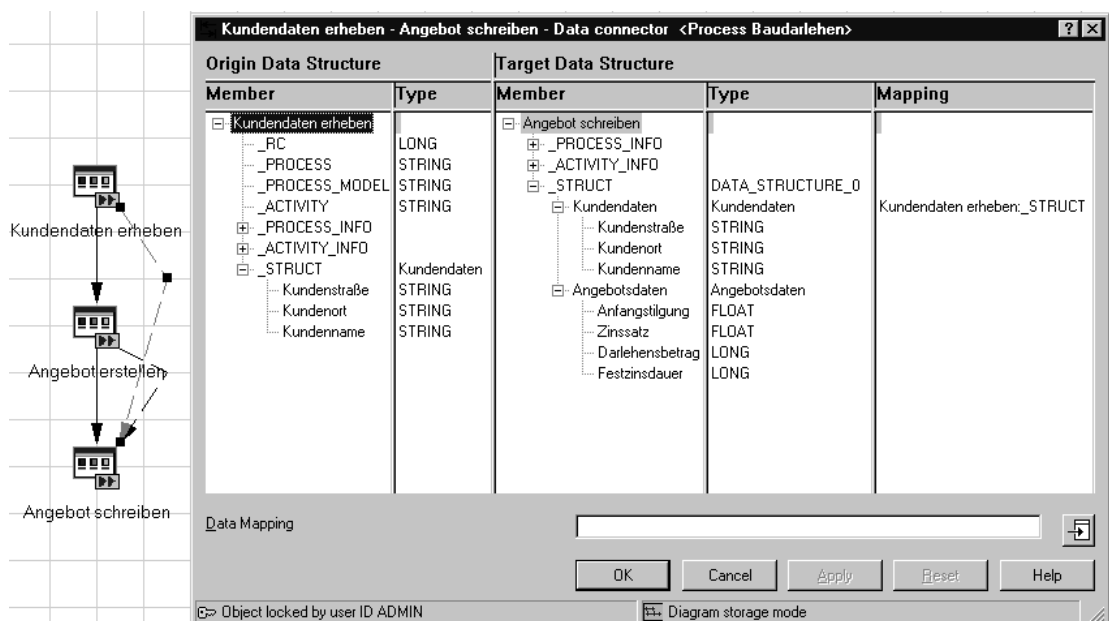 Kundendaten erheben
Angebot erstellen
Angebot schreiben
Kundendaten erheben - Angebot schreiben - Data connector <Process Baudarlehen>
Origin Data Structure Target Data Structure
Member Type Member Type Mapping
Kundendaten erheben Angebot schreiben
_RC LONG _PROCESS_INFO
_PROCESS STRING _ACTIVITY_INFO
_PROCESS_MODEL STRING _STRUCT DATA_STRUCTURE_0
_ACTIVITY STRING Kundendaten Kundendaten Kundendaten erheben:_STRUCT
_PROCESS_INFO Kundenstraße STRING
_ACTIVITY_INFO Kundenort STRING
_STRUCT Kundendaten Kundenname STRING
Kundenstraße STRING Angebotsdaten Angebotsdaten
Kundenort STRING Anfangstilgung FLOAT
Kundenname STRING Zinssatz FLOAT
Darlehensbetrag LONG
Festzinsdauer LONG
Data Mapping
OK Cancel Apply Reset Help
Object locked by user ID ADMIN Diagram storage mode